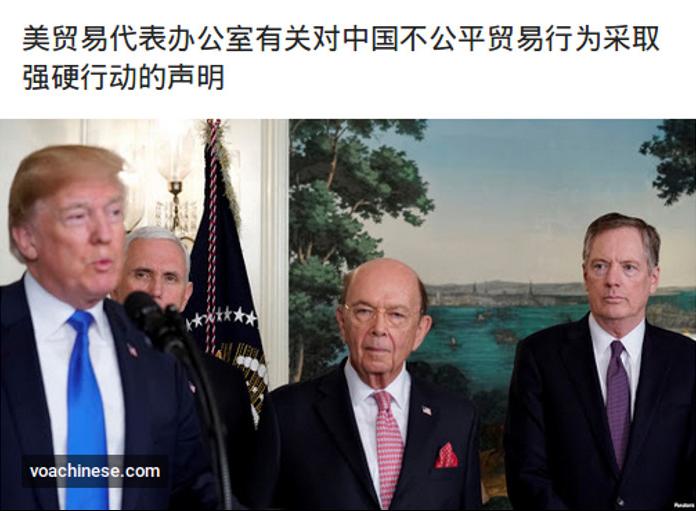 美贸易代表办公室有关对中国不公平贸易行为采取
强硬行动的声明
voachinese.com
Reuters